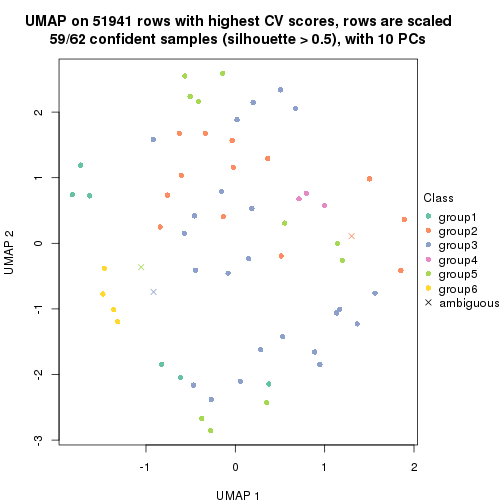 UMAP on 51941 rows with highest CV scores, rows are scaled
59/62 confident samples (silhouette > 0.5), with 10 PCs
2
1
0
-1
-2
-3
UMAP 2
-1
0
1
2
UMAP 1
Class
group1
group2
group3
group4
group5
group6
ambiguous